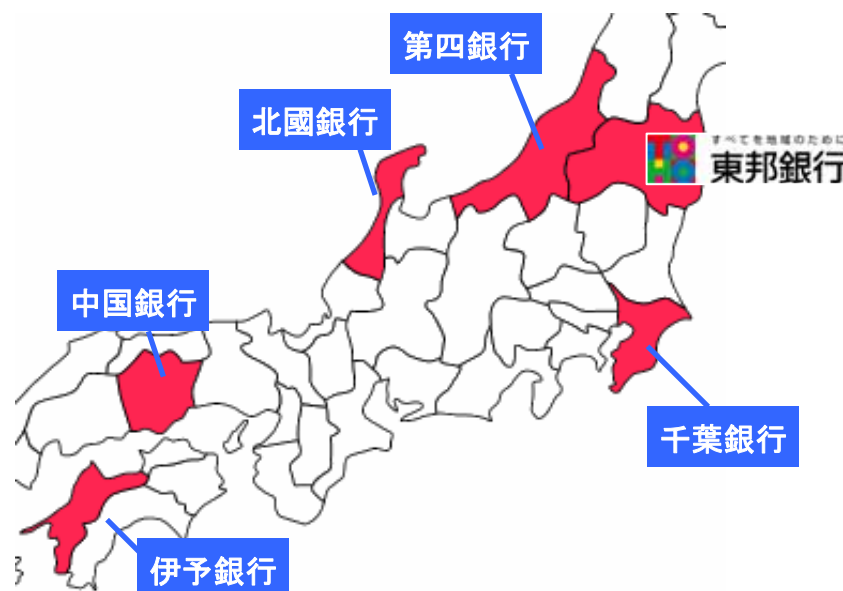 第四銀行
北國銀行
すべてを地域のために
東邦銀行
中国銀行
千葉銀行
伊予銀行